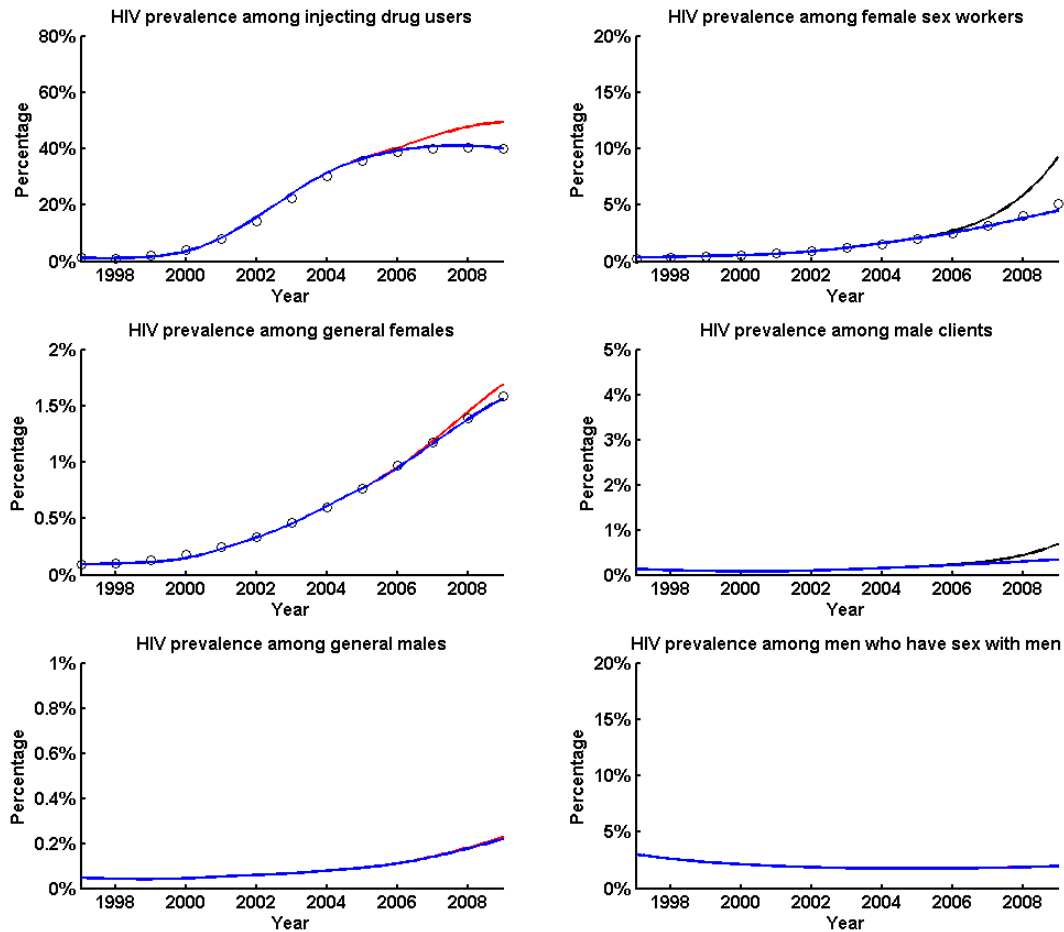 HIV prevalence among injecting drug users
80%
60%
40%
20%
0%
Percentage
1998 2000 2002 2004 2006 2008
Year
HIV prevalence among female sex workers
20%
15%
10%
5%
0%
Percentage
1998 2000 2002 2004 2006 2008
Year
HIV prevalence among general females
2%
1.5%
1%
0.5%
0%
Percentage
1998 2000 2002 2004 2006 2008
Year
HIV prevalence among male clients
5%
4%
3%
2%
1%
0%
Percentage
1998 2000 2002 2004 2006 2008
Year
HIV prevalence among general males
1%
0.8%
0.6%
0.4%
0.2%
0%
Percentage
1998 2000 2002 2004 2006 2008
Year
HIV prevalence among men who have sex with men
20%
15%
10%
5%
0%
Percentage
1998 2000 2002 2004 2006 2008
Year